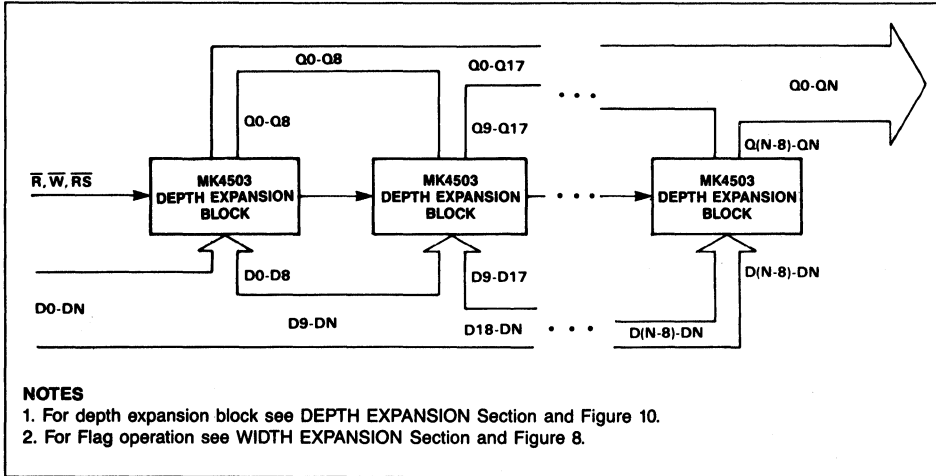 Q0-Q8
Q0-Q17
Q0-QN
Q0-Q8
Q9-Q17
Q(N-8)-QN
R̅, W̅, R̅S̅
MK4503
DEPTH EXPANSION
BLOCK
MK4503
DEPTH EXPANSION
BLOCK
MK4503
DEPTH EXPANSION
BLOCK
D0-D8
D9-D17
D(N-8)-DN
D0-DN
D9-DN
D18-DN
D(N-8)-DN
NOTES
1. For depth expansion block see DEPTH EXPANSION Section and Figure 10.
2. For Flag operation see WIDTH EXPANSION Section and Figure 8.